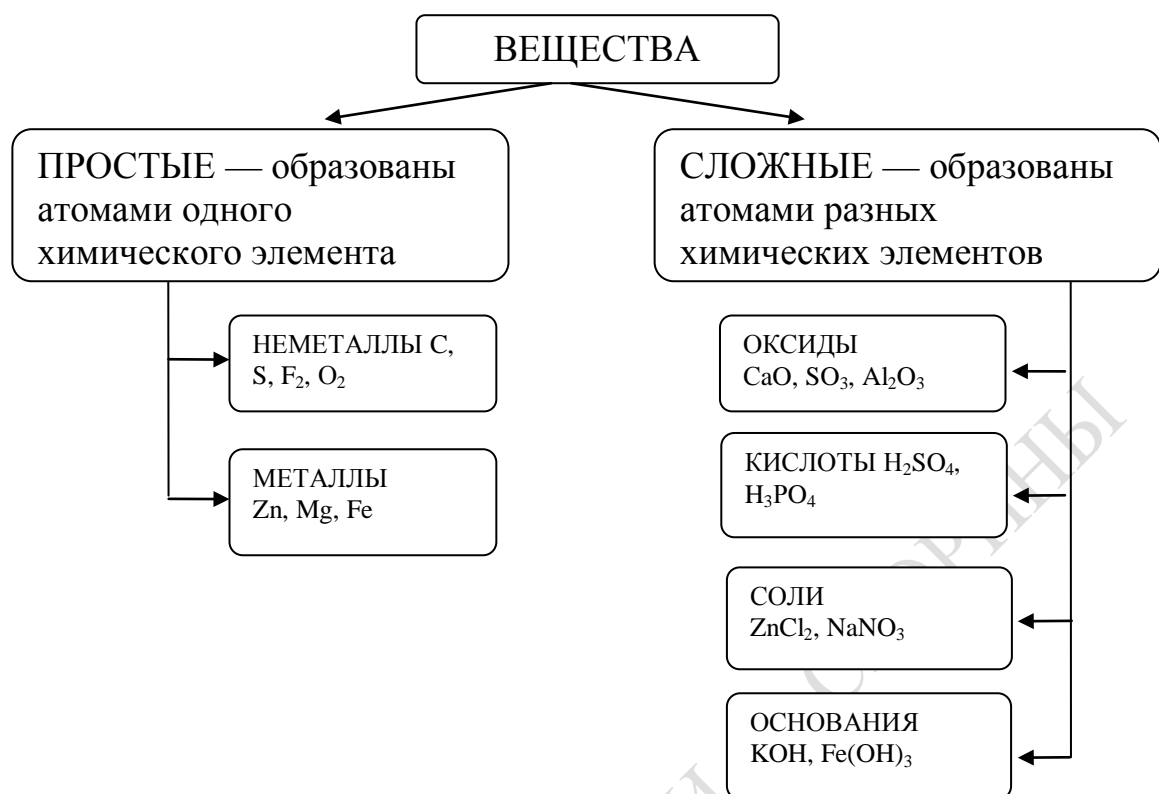 ВЕЩЕСТВА
ПРОСТЫЕ — образованы
атомами одного
химического элемента
СЛОЖНЫЕ — образованы
атомами разных
химических элементов
НЕМЕТАЛЛЫ C,
S, F₂, O₂
МЕТАЛЛЫ
Zn, Mg, Fe
ОКСИДЫ
CaO, SO₃, Al₂O₃
КИСЛОТЫ H₂SO₄,
H₃PO₄
СОЛИ
ZnCl₂, NaNO₃
ОСНОВАНИЯ
KOH, Fe(OH)₃